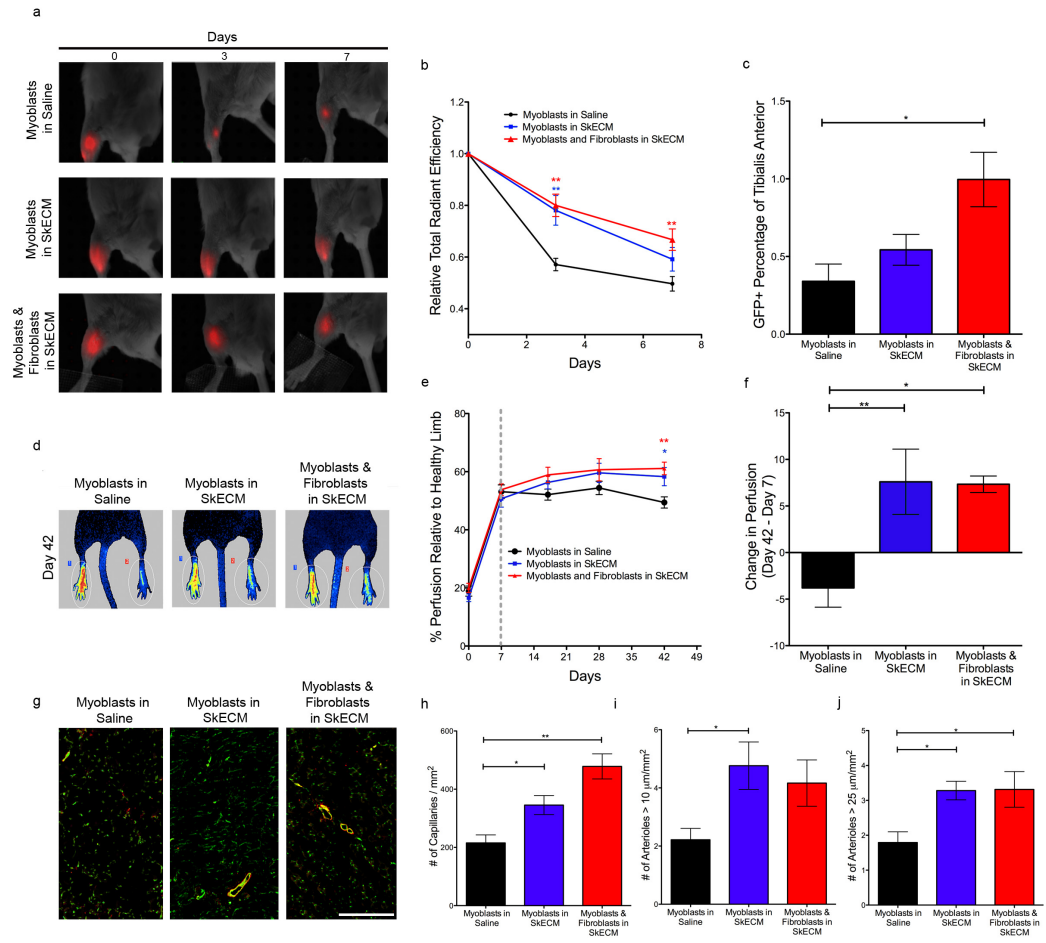 a
Days
0
3
7
Myoblasts
in Saline
Myoblasts
in SkECM
Myoblasts &
Fibroblasts
in SkECM
b
Relative Total Radiant Efficiency
1.2
1.0
0.8
0.6
0.4
Myoblasts in Saline
Myoblasts in SkECM
Myoblasts and Fibroblasts in SkECM
**
**
**
0
2
4
6
8
Days
c
GFP+ Percentage of Tibialis Anterior
1.5
1.0
0.5
0.0
*
Myoblasts in
Saline
Myoblasts in
SkECM
Myoblasts &
Fibroblasts in
SkECM
d
Day 42
Myoblasts in
Saline
Myoblasts in
SkECM
Myoblasts &
Fibroblasts
in SkECM
e
% Perfusion Relative to Healthy Limb
80
60
40
20
0
**
*
Myoblasts in Saline
Myoblasts in SkECM
Myoblasts and Fibroblasts in SkECM
0
7
14
21
28
35
42
49
Days
f
Change in Perfusion
(Day 42 - Day 7)
15
10
5
0
-5
-10
*
**
Myoblasts in
Saline
Myoblasts in
SkECM
Myoblasts &
Fibroblasts
in SkECM
g
Myoblasts in
Saline
Myoblasts in
SkECM
Myoblasts &
Fibroblasts
in SkECM
h
# of Capillaries / mm²
600
400
200
0
**
*
Myoblasts in
Saline
Myoblasts in
SkECM
Myoblasts &
Fibroblasts in
SkECM
i
# of Arterioles > 10 µm/mm²
6
4
2
0
*
Myoblasts in
Saline
Myoblasts in
SkECM
Myoblasts &
Fibroblasts in
SkECM
j
# of Arterioles > 25 µm/mm²
5
4
3
2
1
0
*
*
Myoblasts in
Saline
Myoblasts in
SkECM
Myoblasts &
Fibroblasts in
SkECM